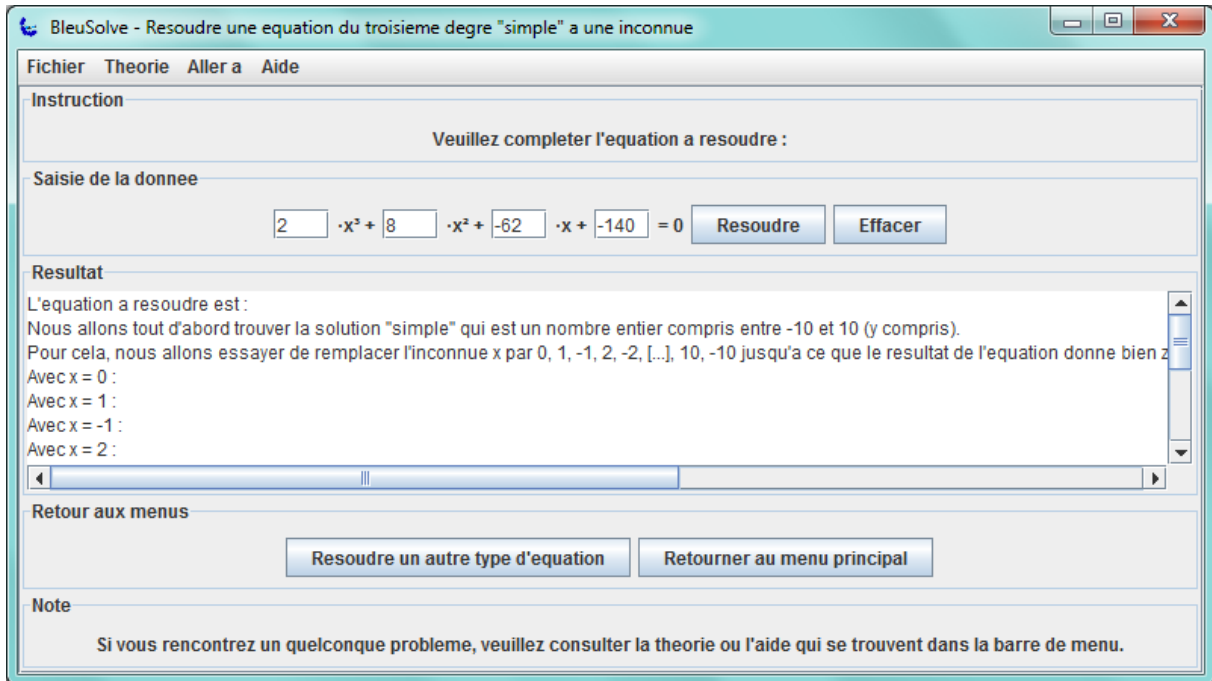 BleuSolve - Resoudre une equation du troisieme degre "simple" a une inconnue
Fichier Theorie Aller a Aide
Instruction
Veuillez completer l'equation a resoudre :
Saisie de la donnee
2 ·x³ + 8 ·x² + -62 ·x + -140 = 0 Resoudre Effacer
Resultat
L'equation a resoudre est :
Nous allons tout d'abord trouver la solution "simple" qui est un nombre entier compris entre -10 et 10 (y compris).
Pour cela, nous allons essayer de remplacer l'inconnue x par 0, 1, -1, 2, -2, [...], 10, -10 jusqu'a ce que le resultat de l'equation donne bien z
Avec x = 0 :
Avec x = 1 :
Avec x = -1 :
Avec x = 2 :
Retour aux menus
Resoudre un autre type d'equation Retourner au menu principal
Note
Si vous rencontrez un quelconque probleme, veuillez consulter la theorie ou l'aide qui se trouvent dans la barre de menu.